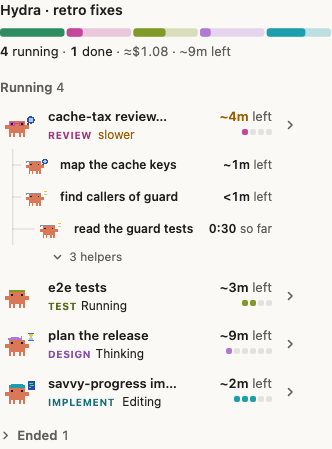 Hydra · retro fixes
4 running · 1 done · ≈$1.08 · ~9m left
Running 4
cache-tax review...
~4m left
REVIEW slower
map the cache keys
~1m left
find callers of guard
<1m left
read the guard tests
0:30 so far
3 helpers
e2e tests
~3m left
TEST Running
plan the release
~9m left
DESIGN Thinking
savvy-progress im...
~2m left
IMPLEMENT Editing
Ended 1